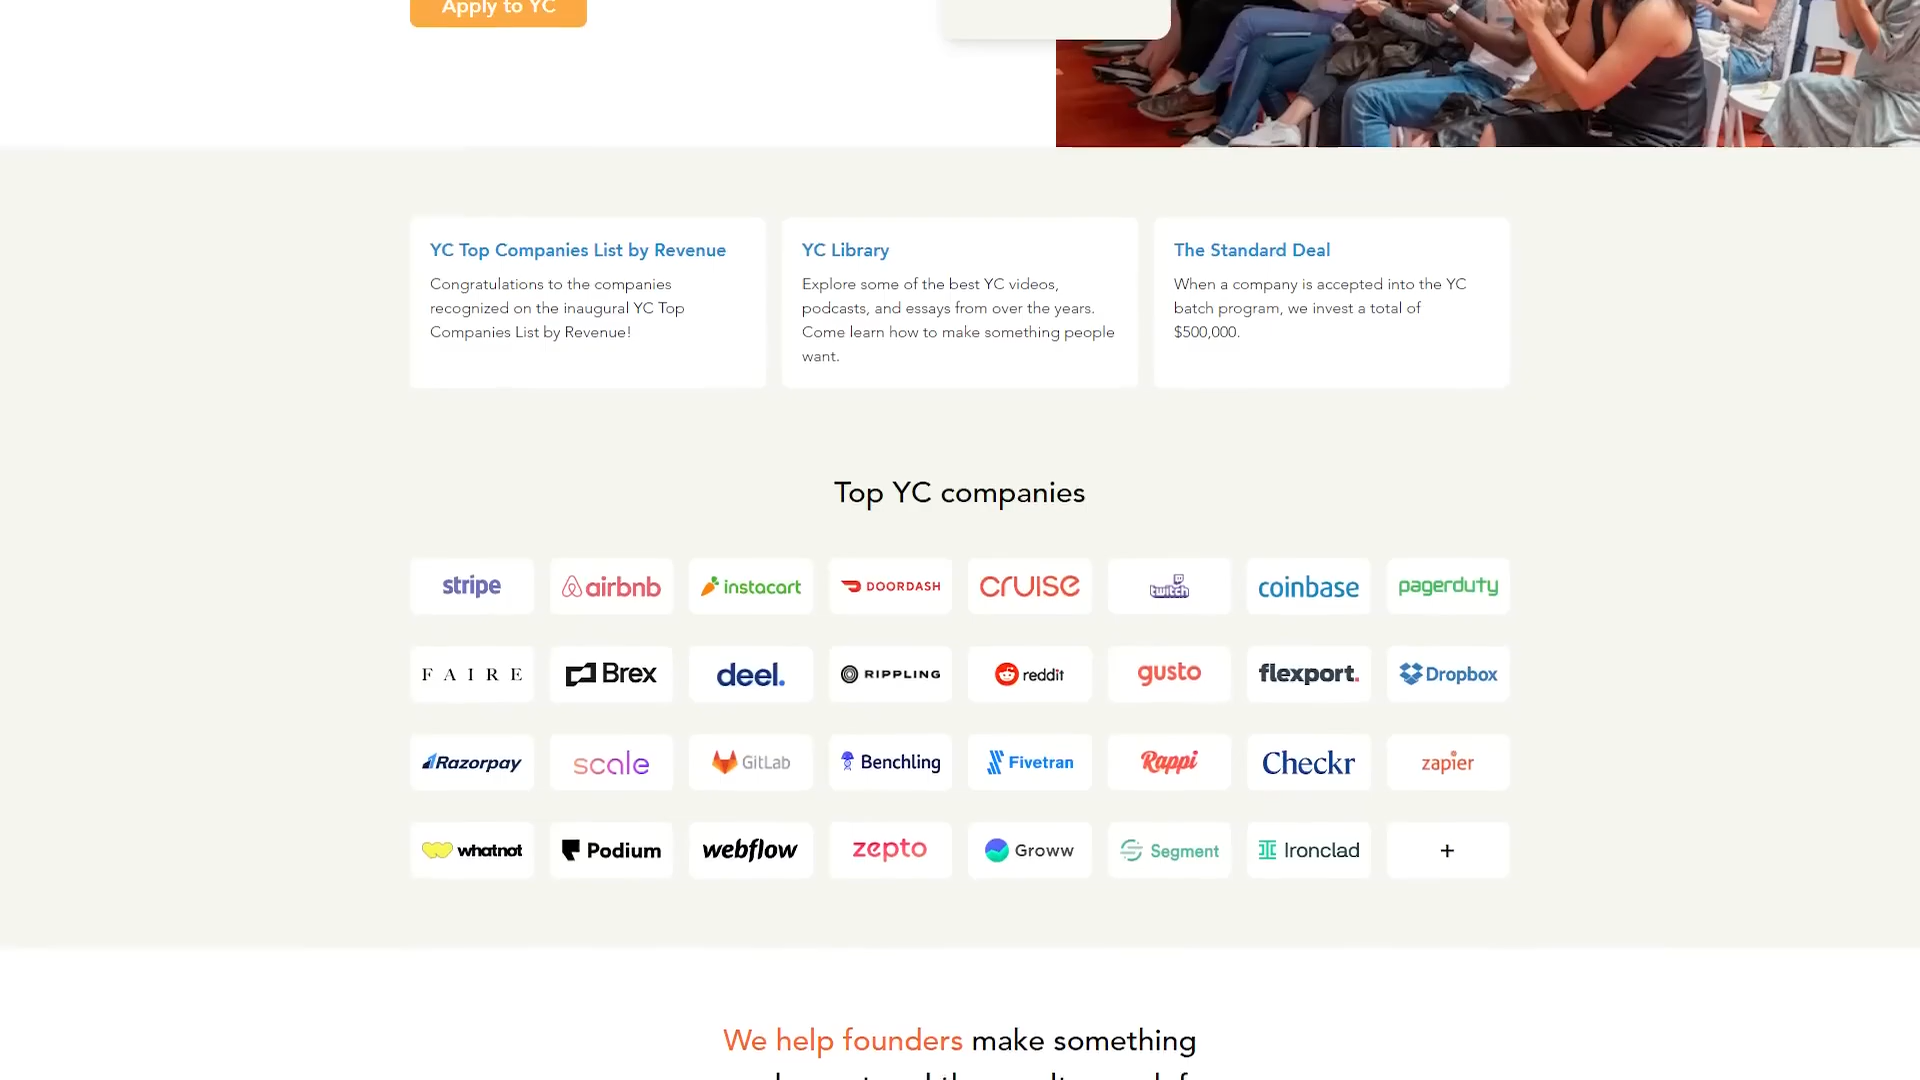 Apply to YC
YC Top Companies List by Revenue
Congratulations to the companies
recognized on the inaugural YC Top
Companies List by Revenue!
YC Library
Explore some of the best YC videos,
podcasts, and essays from over the years.
Come learn how to make something people
want.
The Standard Deal
When a company is accepted into the YC
batch program, we invest a total of
$500,000.
Top YC companies
stripe
airbnb
instacart
DOORDASH
CRUISE
twitch
coinbase
pagerduty
FAIRE
Brex
deel.
RIPPLING
reddit
gusto
flexport.
Dropbox
Razorpay
scale
GitLab
Benchling
Fivetran
Rappi
Checkr
zapier
whatnot
Podium
webflow
zepto
Groww
Segment
Ironclad
+
We help founders make something